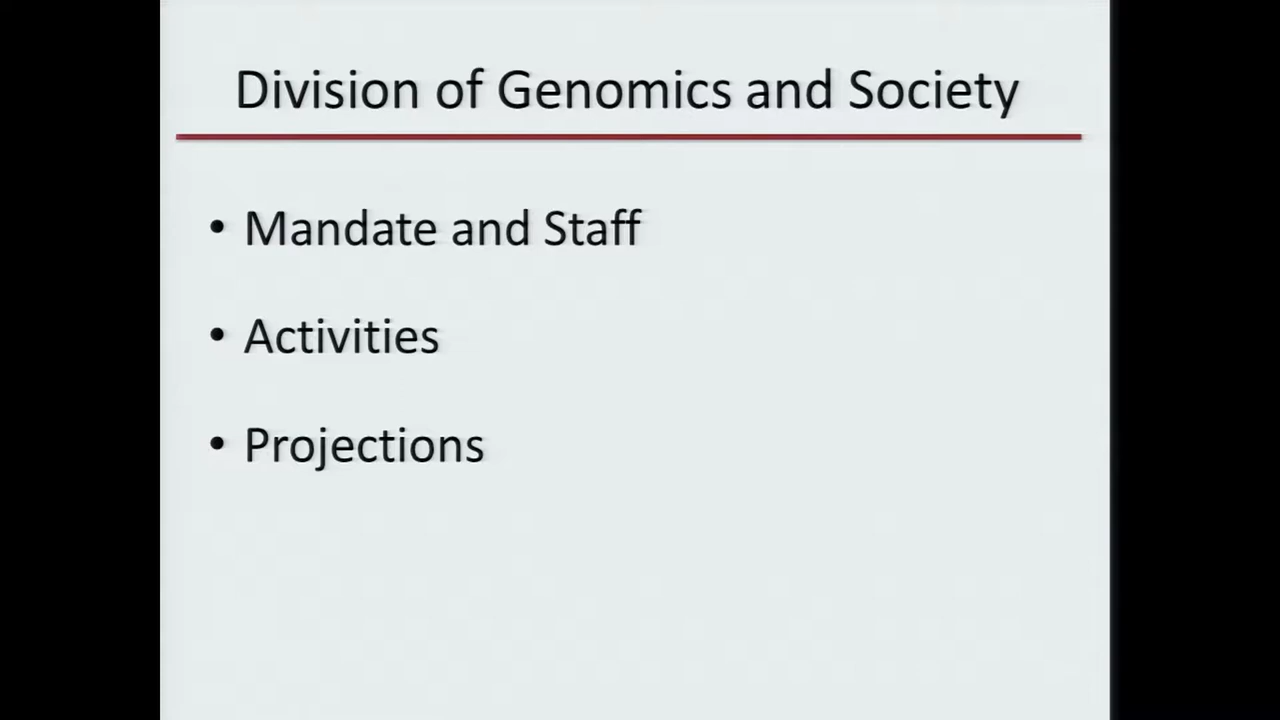 Division of Genomics and Society
• Mandate and Staff
• Activities
• Projections